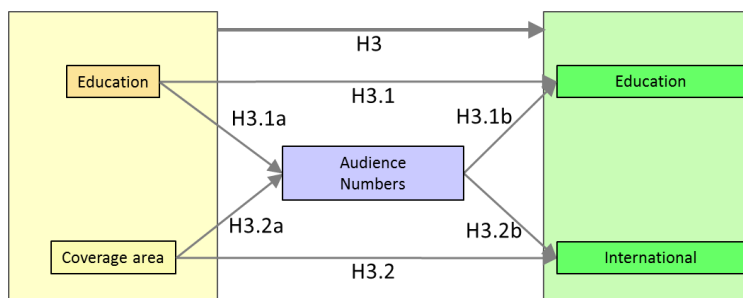 H3
Education
H3.1
Education
H3.1a
H3.1b
Audience
Numbers
H3.2a
H3.2b
Coverage area
H3.2
International